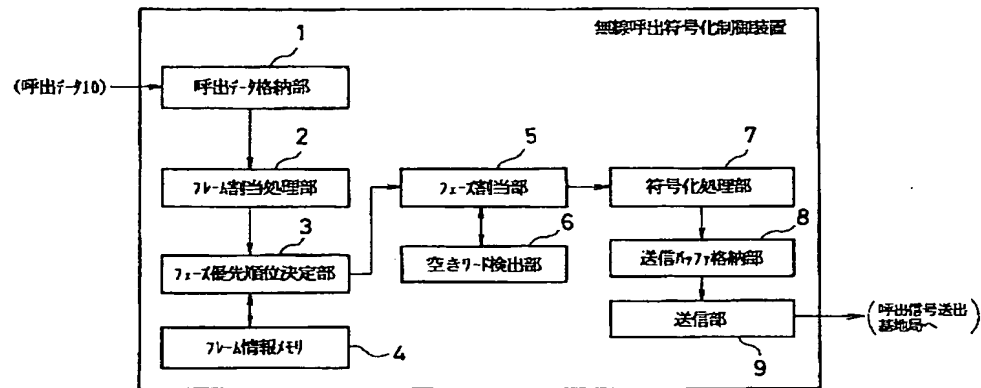 無線呼出符号化制御装置
1
(呼出データ10)
呼出データ格納部
2
フレーム割当処理部
3
フェーズ優先順位決定部
フレーム情報メモリ
4
5
フェーズ割当部
6
空きワード検出部
7
符号化処理部
8
送信バッファ格納部
送信部
9
(呼出信号送出
基地局へ)